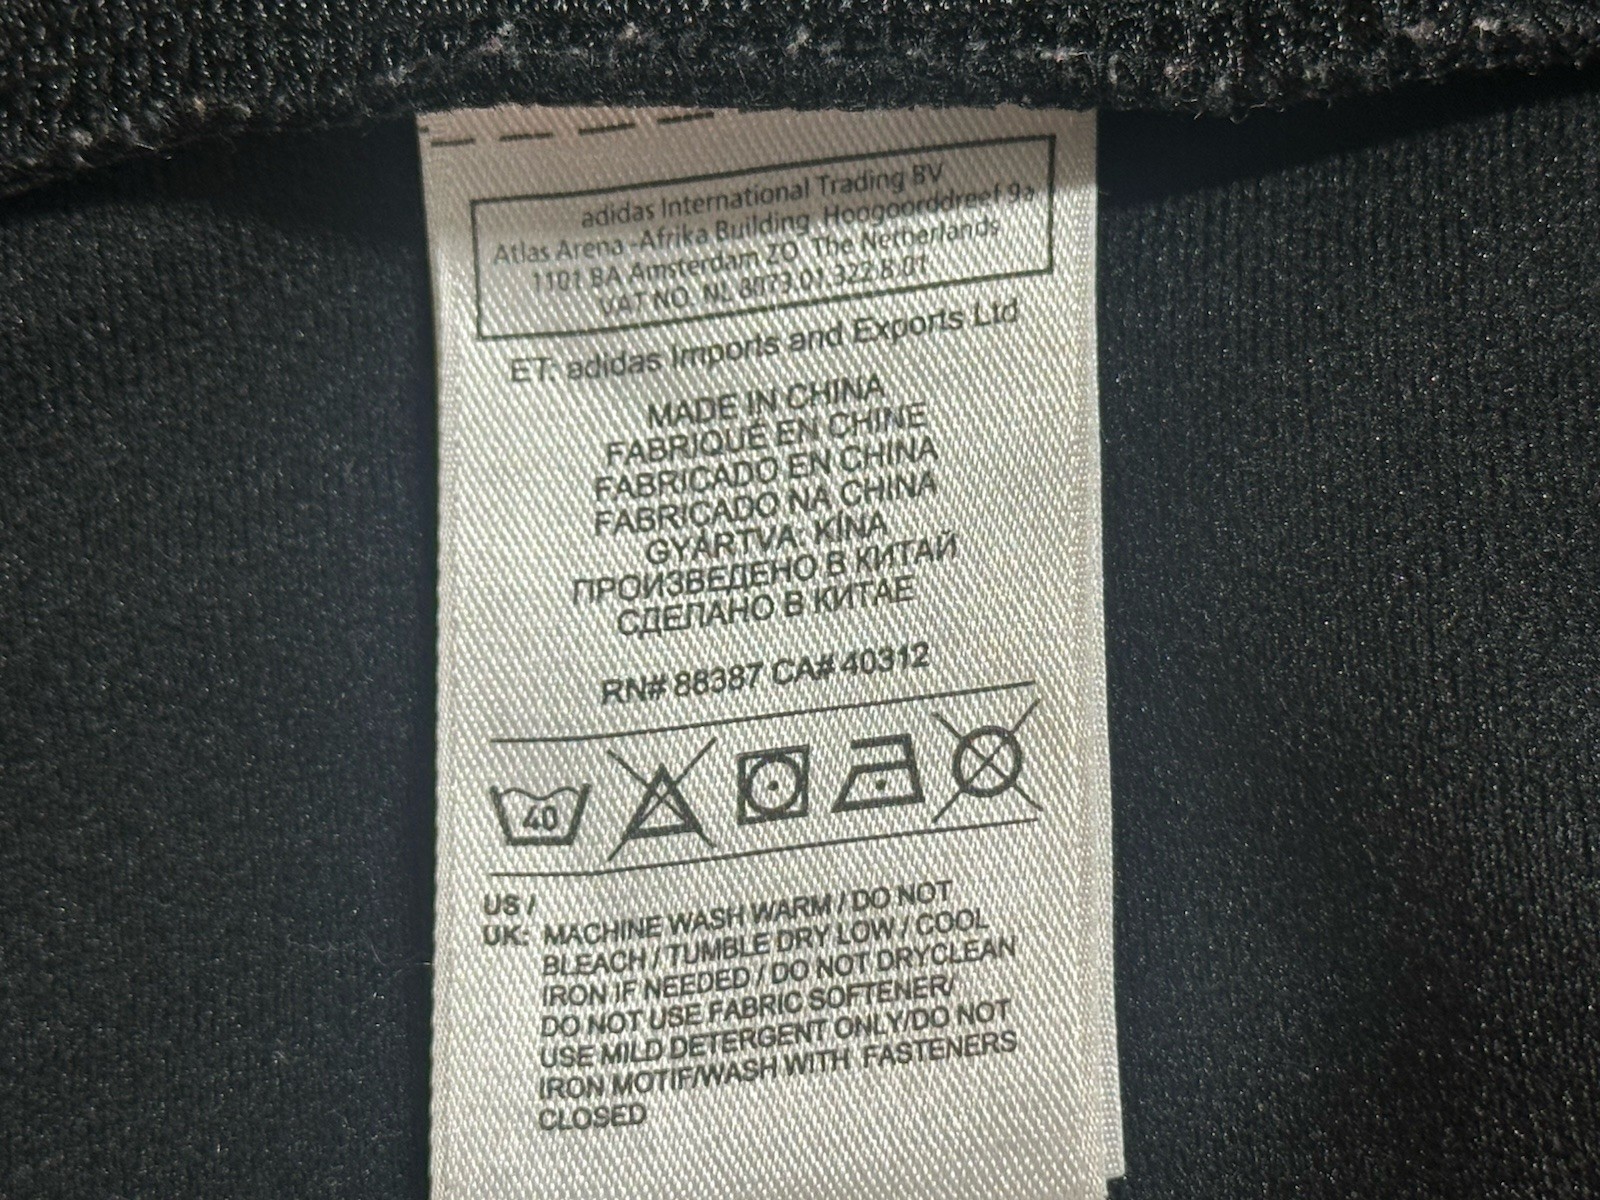 adidas International Trading BV
Atlas Arena-Afrika Building, Hoogoorddreef 9a
1101 BA Amsterdam ZO The Netherlands
VAT NO. NL 8073.01.322.B.01
ET: adidas Imports and Exports Ltd
MADE IN CHINA
FABRIQUÉ EN CHINE
FABRICADO EN CHINA
FABRICADO NA CHINA
GYÁRTVA: KÍNA
ПРОИЗВЕДЕНО В КИТАЙ
СДЕЛАНО В КИТАЕ
RN# 88387 CA# 40312
40
US /
UK: MACHINE WASH WARM / DO NOT
BLEACH / TUMBLE DRY LOW / COOL
IRON IF NEEDED / DO NOT DRYCLEAN
DO NOT USE FABRIC SOFTENER/
USE MILD DETERGENT ONLY/DO NOT
IRON MOTIF/WASH WITH FASTENERS
CLOSED